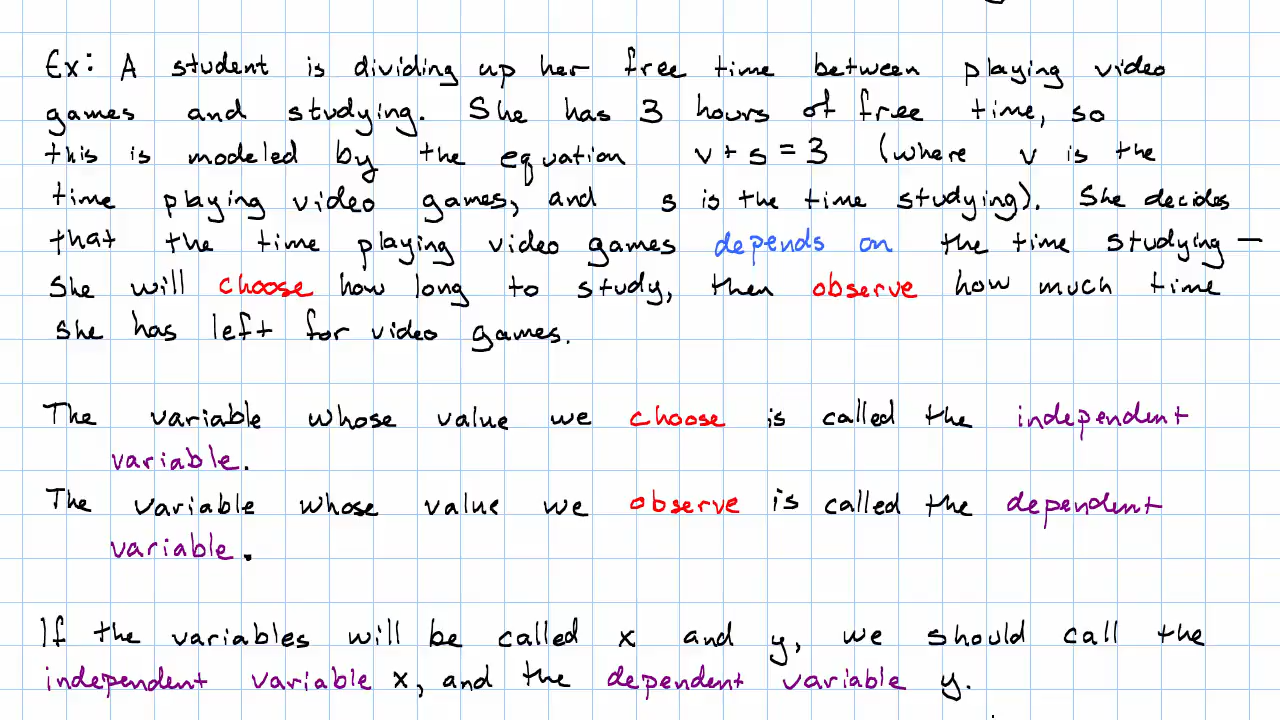 Ex: A student is dividing up her free time between playing video
games and studying. She has 3 hours of free time, so
this is modeled by the equation v + s = 3 (where v is the
time playing video games, and s is the time studying). She decides
that the time playing video games depends on the time studying —
she will choose how long to study, then observe how much time
she has left for video games.
The variable whose value we choose is called the independent
variable.
The variable whose value we observe is called the dependent
variable.
If the variables will be called x and y, we should call the
independent variable x, and the dependent variable y.